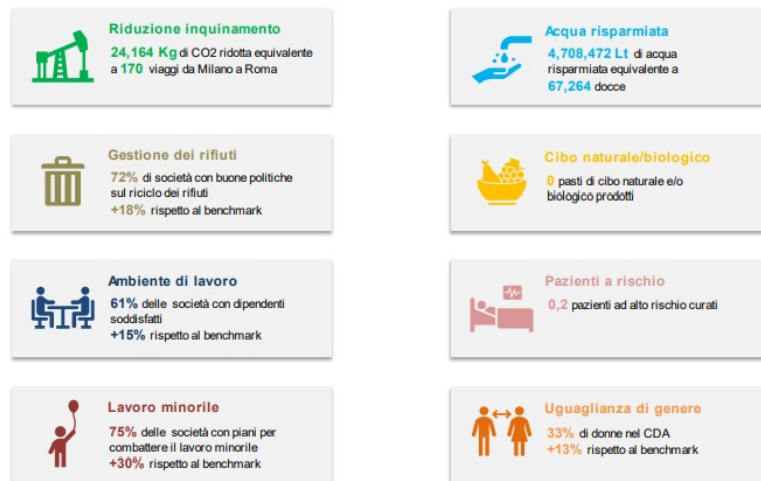 Riduzione inquinamento
24,164 Kg di CO2 ridotta equivalente
a 170 viaggi da Milano a Roma
Acqua risparmiata
4,708,472 Lt di acqua
risparmiata equivalente a
67,264 docce
Gestione dei rifiuti
72% di società con buone politiche
sul riciclo dei rifiuti
+18% rispetto al benchmark
Cibo naturale/biologico
0 pasti di cibo naturale e/o
biologico prodotti
Ambiente di lavoro
61% delle società con dipendenti
soddisfatti
+15% rispetto al benchmark
Pazienti a rischio
0,2 pazienti ad alto rischio curati
Lavoro minorile
75% delle società con piani per
combattere il lavoro minorile
+30% rispetto al benchmark
Uguaglianza di genere
33% di donne nel CDA
+13% rispetto al benchmark